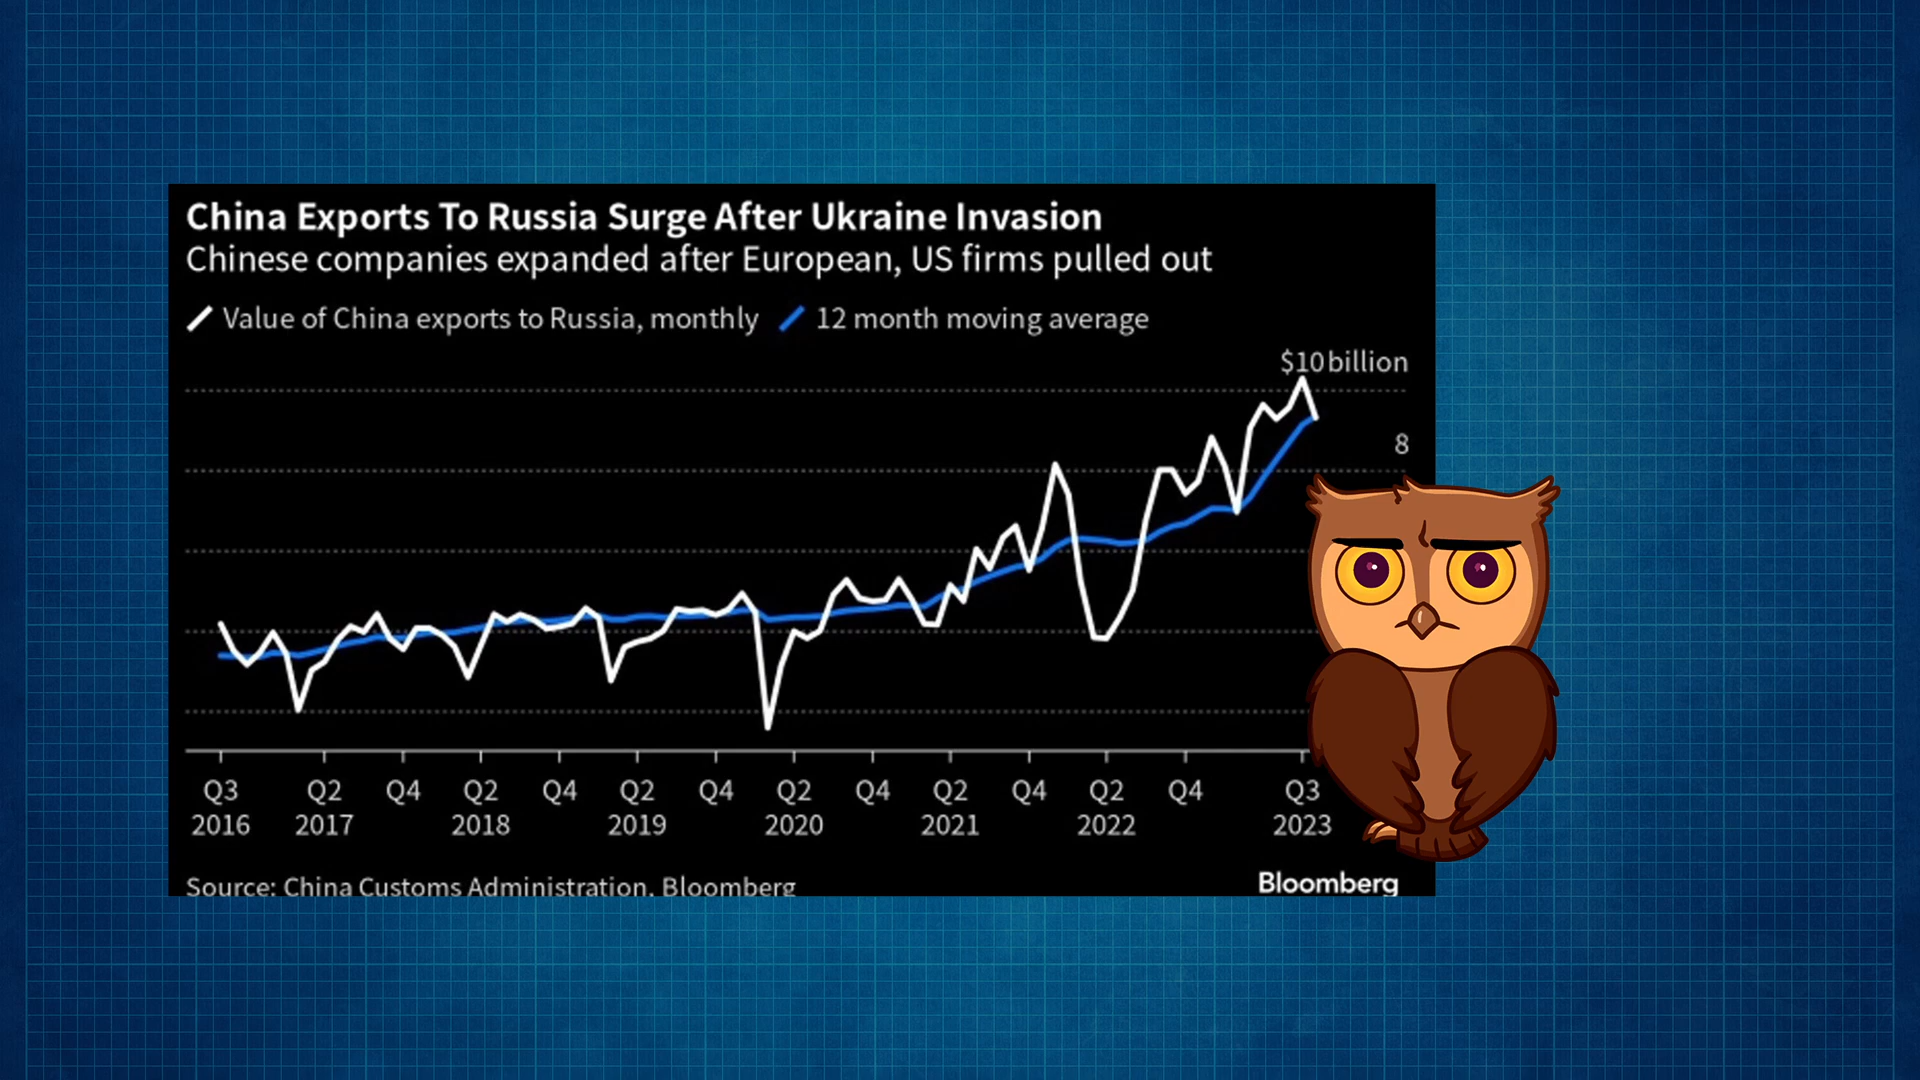 China Exports To Russia Surge After Ukraine Invasion
Chinese companies expanded after European, US firms pulled out
Value of China exports to Russia, monthly 12 month moving average
$10 billion
8
Q3 Q2 Q4 Q2 Q4 Q2 Q4 Q2 Q4 Q2 Q4 Q2 Q4 Q3
2016 2017 2018 2019 2020 2021 2022 2023
Source: China Customs Administration, Bloomberg
Bloomberg